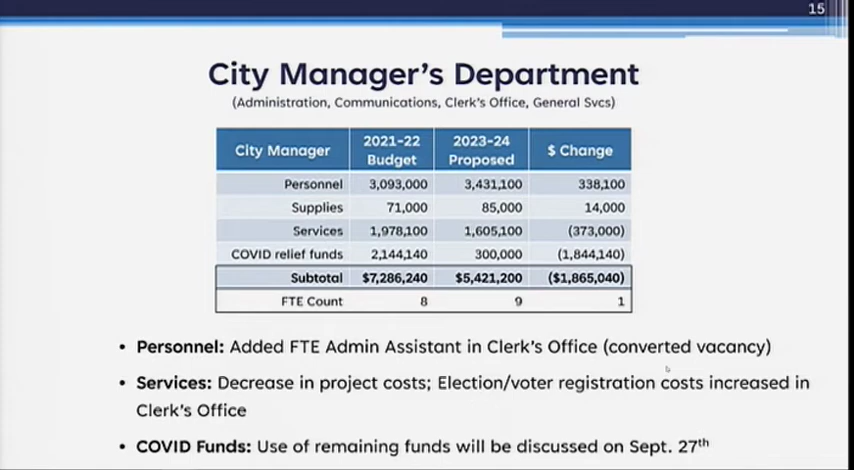 15
City Manager's Department
(Administration, Communications, Clerk's Office, General Svcs)
City Manager 2021-22 Budget 2023-24 Proposed $ Change
Personnel 3,093,000 3,431,100 338,100
Supplies 71,000 85,000 14,000
Services 1,978,100 1,605,100 (373,000)
COVID relief funds 2,144,140 300,000 (1,844,140)
Subtotal $7,286,240 $5,421,200 ($1,865,040)
FTE Count 8 9 1
• Personnel: Added FTE Admin Assistant in Clerk's Office (converted vacancy)
• Services: Decrease in project costs; Election/voter registration costs increased in
Clerk's Office
• COVID Funds: Use of remaining funds will be discussed on Sept. 27th